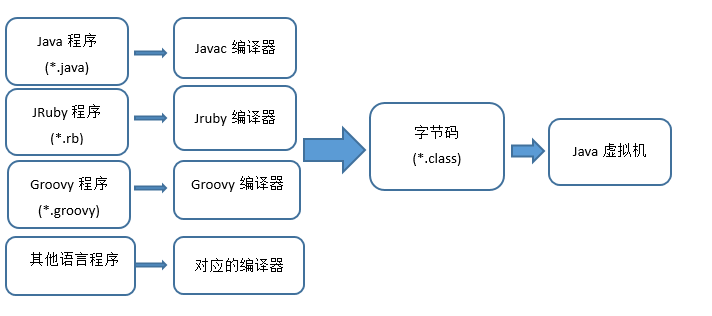 Java 程序
(*.java)
Javac 编译器
JRuby 程序
(*.rb)
Jruby 编译器
Groovy 程序
(*.groovy)
Groovy 编译器
其他语言程序
对应的编译器
字节码
(*.class)
Java 虚拟机